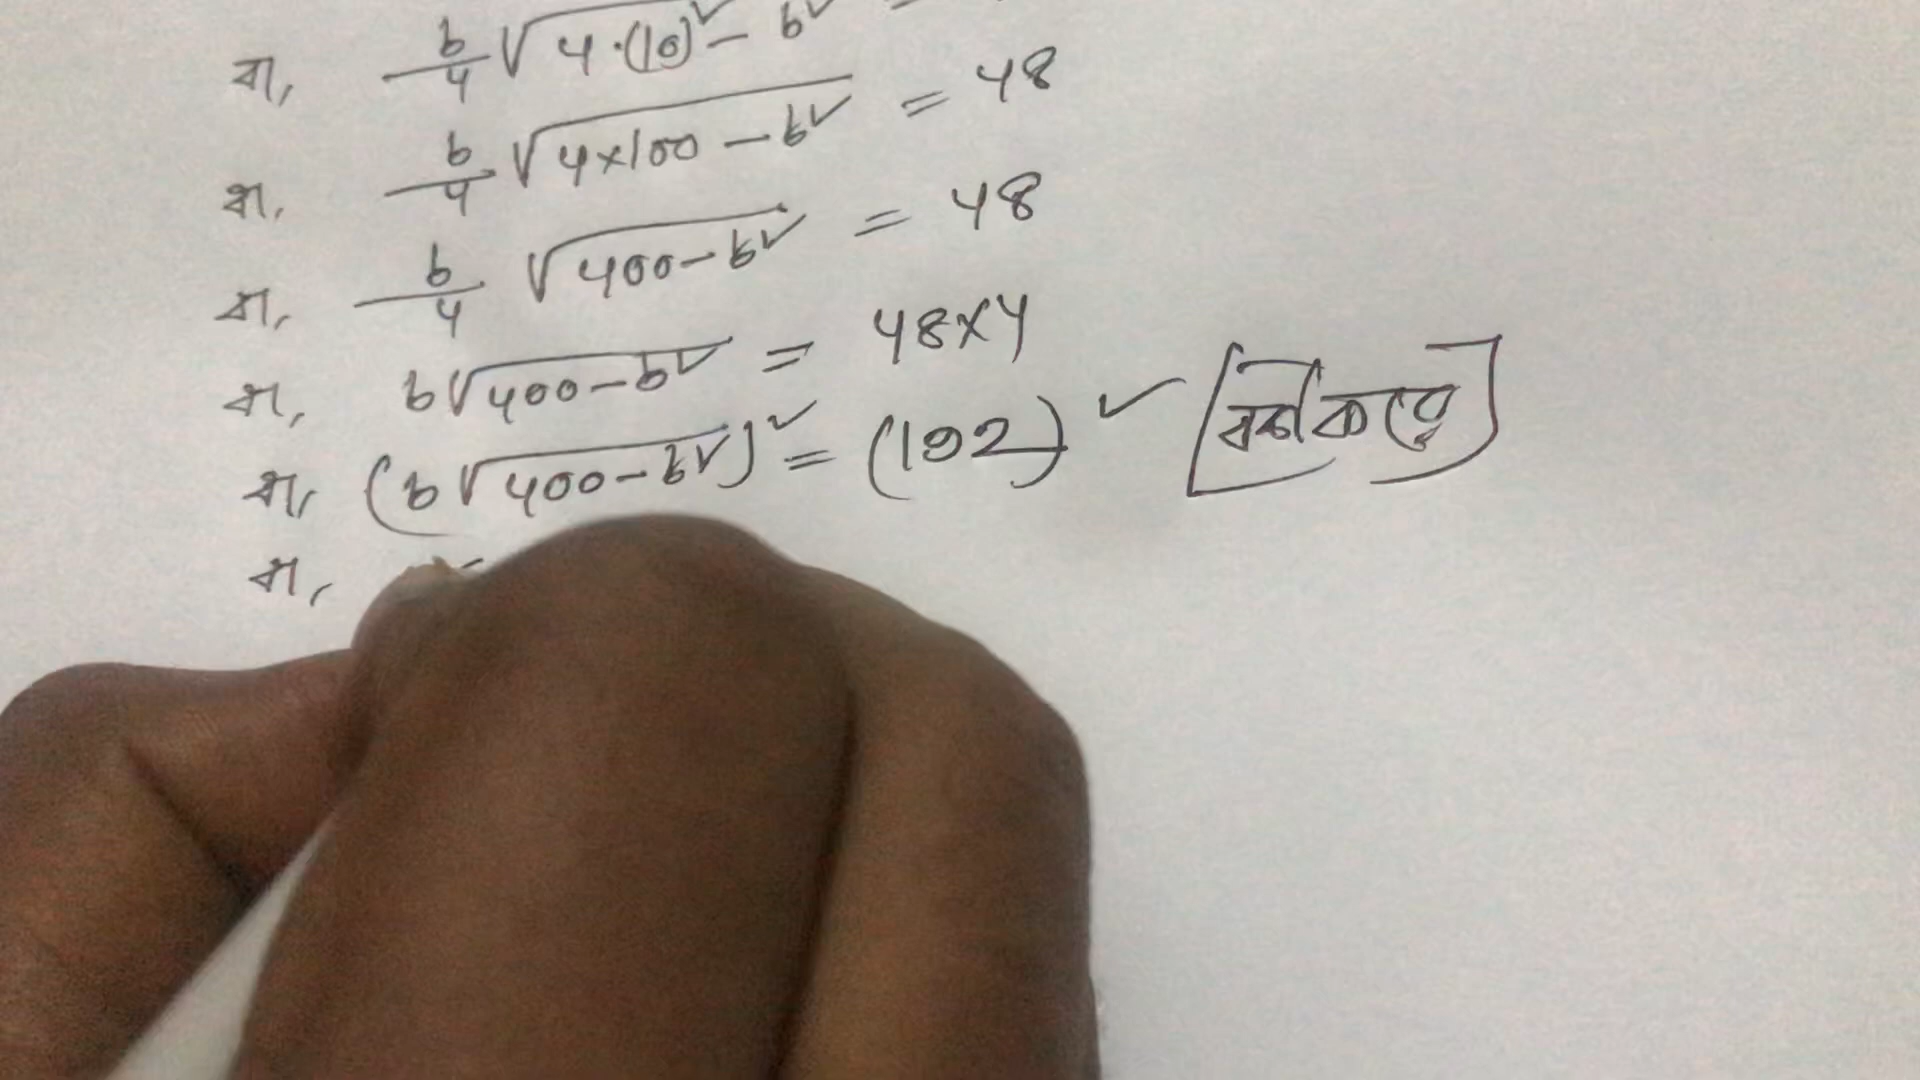 বা, b/4 √4·(10)² - b² =
বা, b/4 √4×100 - b² = 48
বা, b/4 √400-b² = 48
বা, b√400-b² = 48×4
বা, (b√400-b²)² = (192)² [বর্গ করে]
বা,